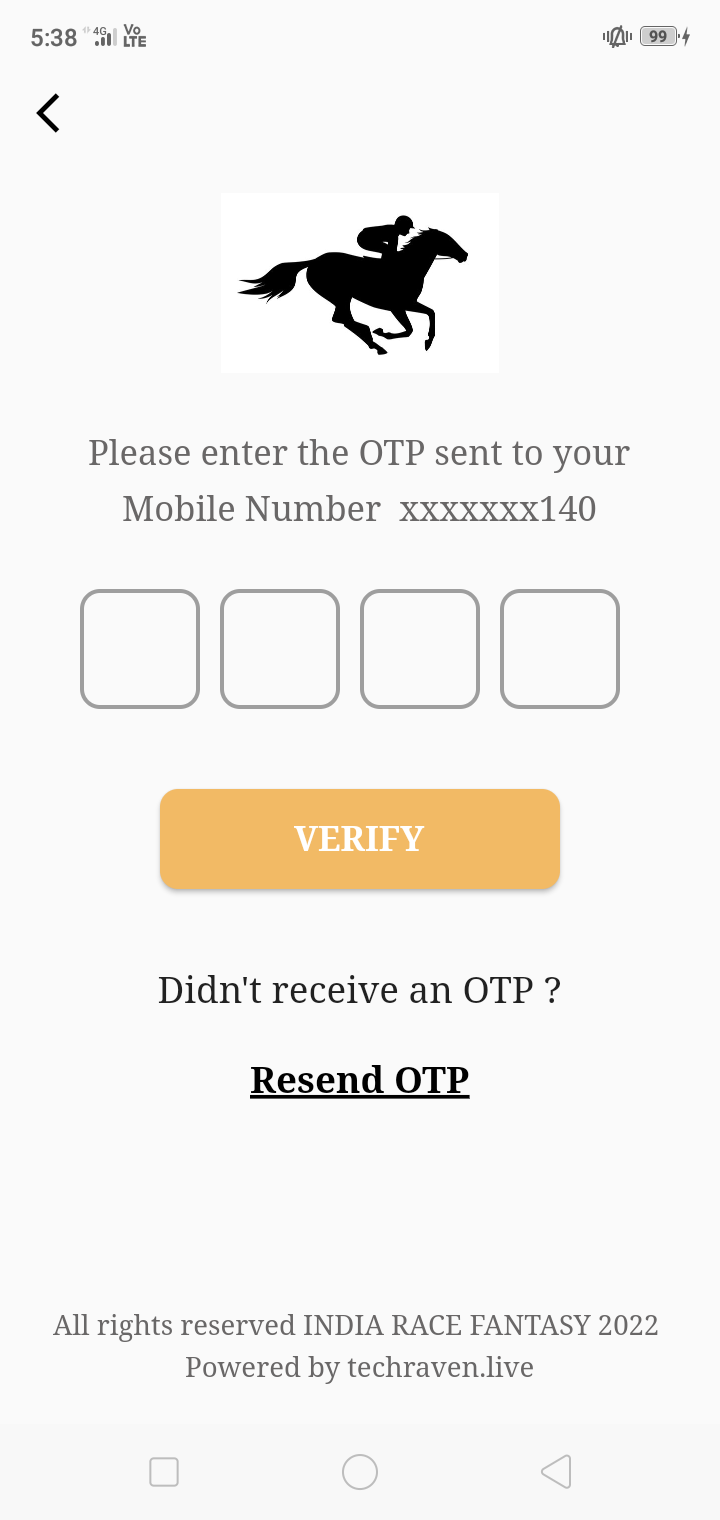 5:38 4G Vo LTE 99
Please enter the OTP sent to your
Mobile Number xxxxxxx140
VERIFY
Didn't receive an OTP ?
Resend OTP
All rights reserved INDIA RACE FANTASY 2022
Powered by techraven.live